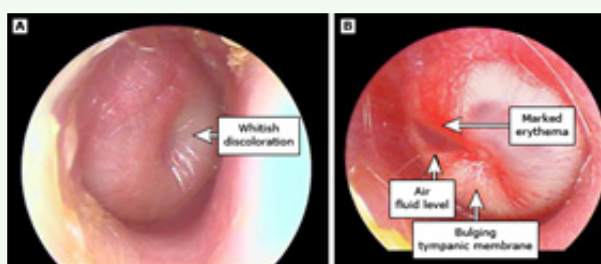 A
Whitish
discoloration
B
Marked
erythema
Air
fluid level
Bulging
tympanic membrane